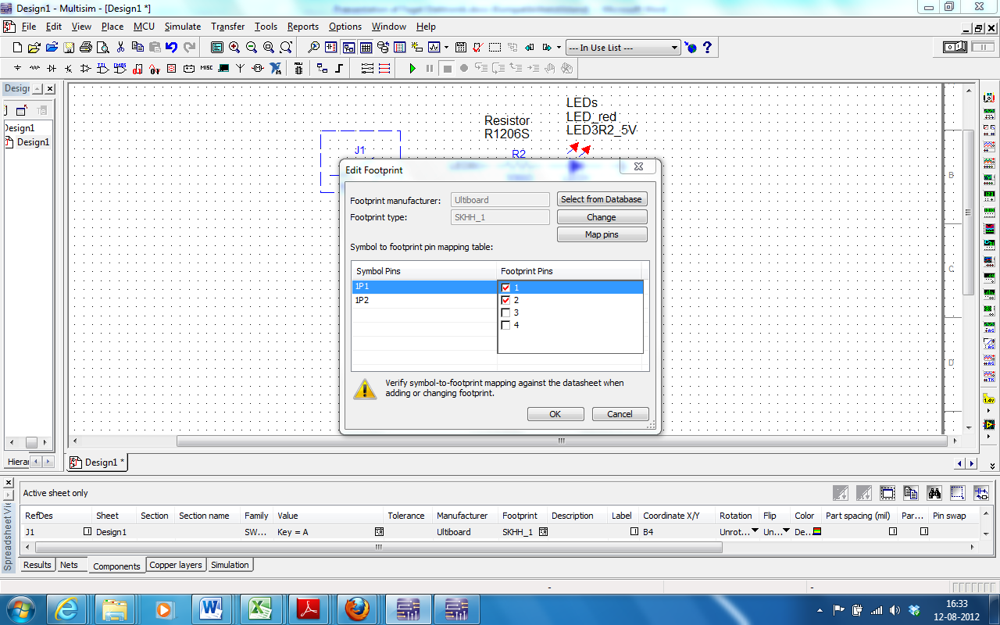 Design1 - Multisim - [Design1 *]
File Edit View Place MCU Simulate Transfer Tools Reports Options Window Help
--- In Use List ---
MISC
Design
Design1
Design1
LEDs
LED_red
LED3R2_5V
Resistor
R1206S
J1
R2
B
C
D
Edit Footprint
Footprint manufacturer: Ultiboard Select from Database
Footprint type: SKHH_1 Change
Map pins
Symbol to footprint pin mapping table:
Symbol Pins Footprint Pins
1P1 1
1P2 2
3
4
Verify symbol-to-footprint mapping against the datasheet when
adding or changing footprint.
OK Cancel
1.4v
Hierar
Design1 *
Spreadsheet Vi
Active sheet only
RefDes Sheet Section Section name Family Value Tolerance Manufacturer Footprint Description Label Coordinate X/Y Rotation Flip Color Part spacing (mil) Par... Pin swap
J1 Design1 SW... Key = A Ultiboard SKHH_1 B4 Unrot... Un... De...
Results Nets Components Copper layers Simulation
- -
16:33
12-08-2012